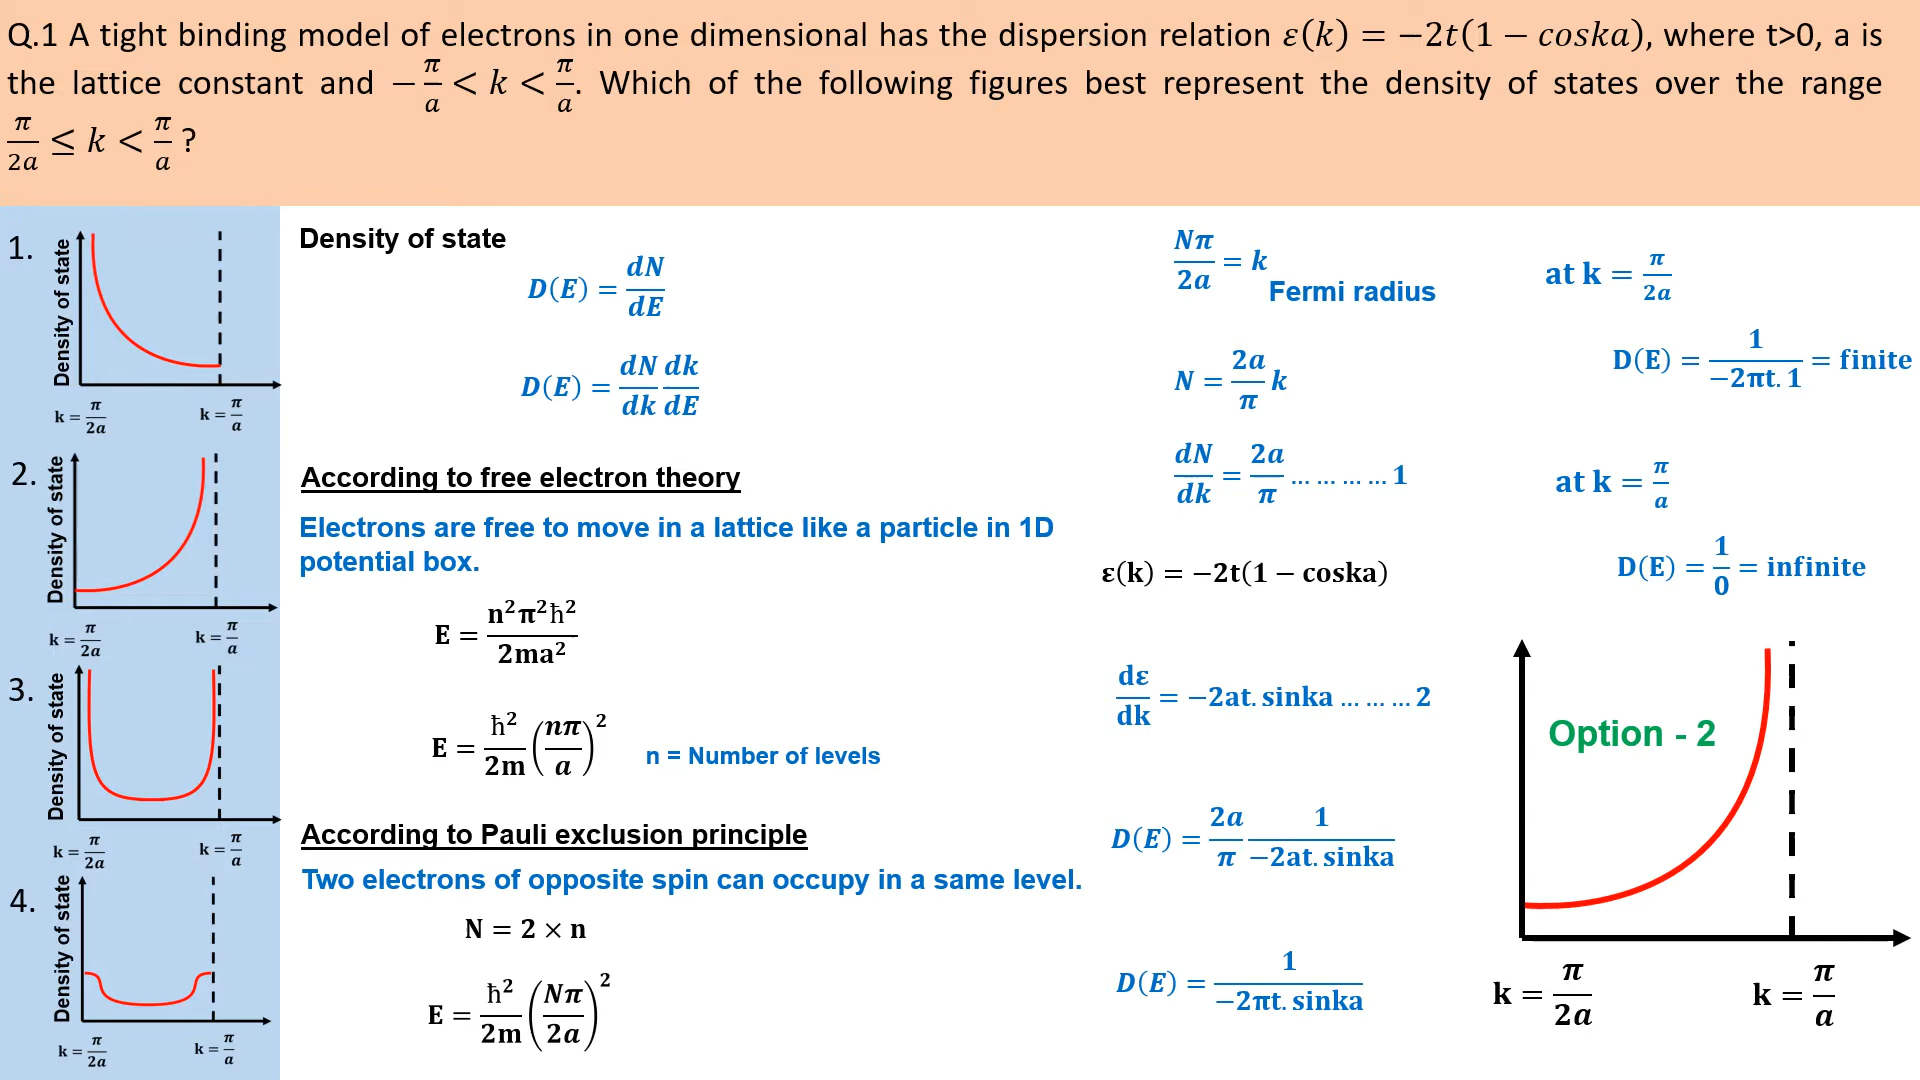 Q.1 A tight binding model of electrons in one dimensional has the dispersion relation ε(k) = −2t(1 − coska), where t>0, a is
the lattice constant and −π/a < k < π/a. Which of the following figures best represent the density of states over the range
π/2a ≤ k < π/a ?
1.
Density of state
k = π/2a
k = π/a
2.
Density of state
k = π/2a
k = π/a
3.
Density of state
k = π/2a
k = π/a
4.
Density of state
k = π/2a
k = π/a
Density of state
D(E) = dN/dE
D(E) = dN/dk dk/dE
According to free electron theory
Electrons are free to move in a lattice like a particle in 1D
potential box.
E = n²π²ħ²/2ma²
E = ħ²/2m (nπ/a)²
n = Number of levels
According to Pauli exclusion principle
Two electrons of opposite spin can occupy in a same level.
N = 2 × n
E = ħ²/2m (Nπ/2a)²
Nπ/2a = k
Fermi radius
N = 2a/π k
dN/dk = 2a/π … … … … 1
ε(k) = −2t(1 − coska)
dε/dk = −2at. sinka … … … 2
D(E) = 2a/π 1/−2at. sinka
D(E) = 1/−2πt. sinka
at k = π/2a
D(E) = 1/−2πt. 1 = finite
at k = π/a
D(E) = 1/0 = infinite
Option - 2
k = π/2a
k = π/a